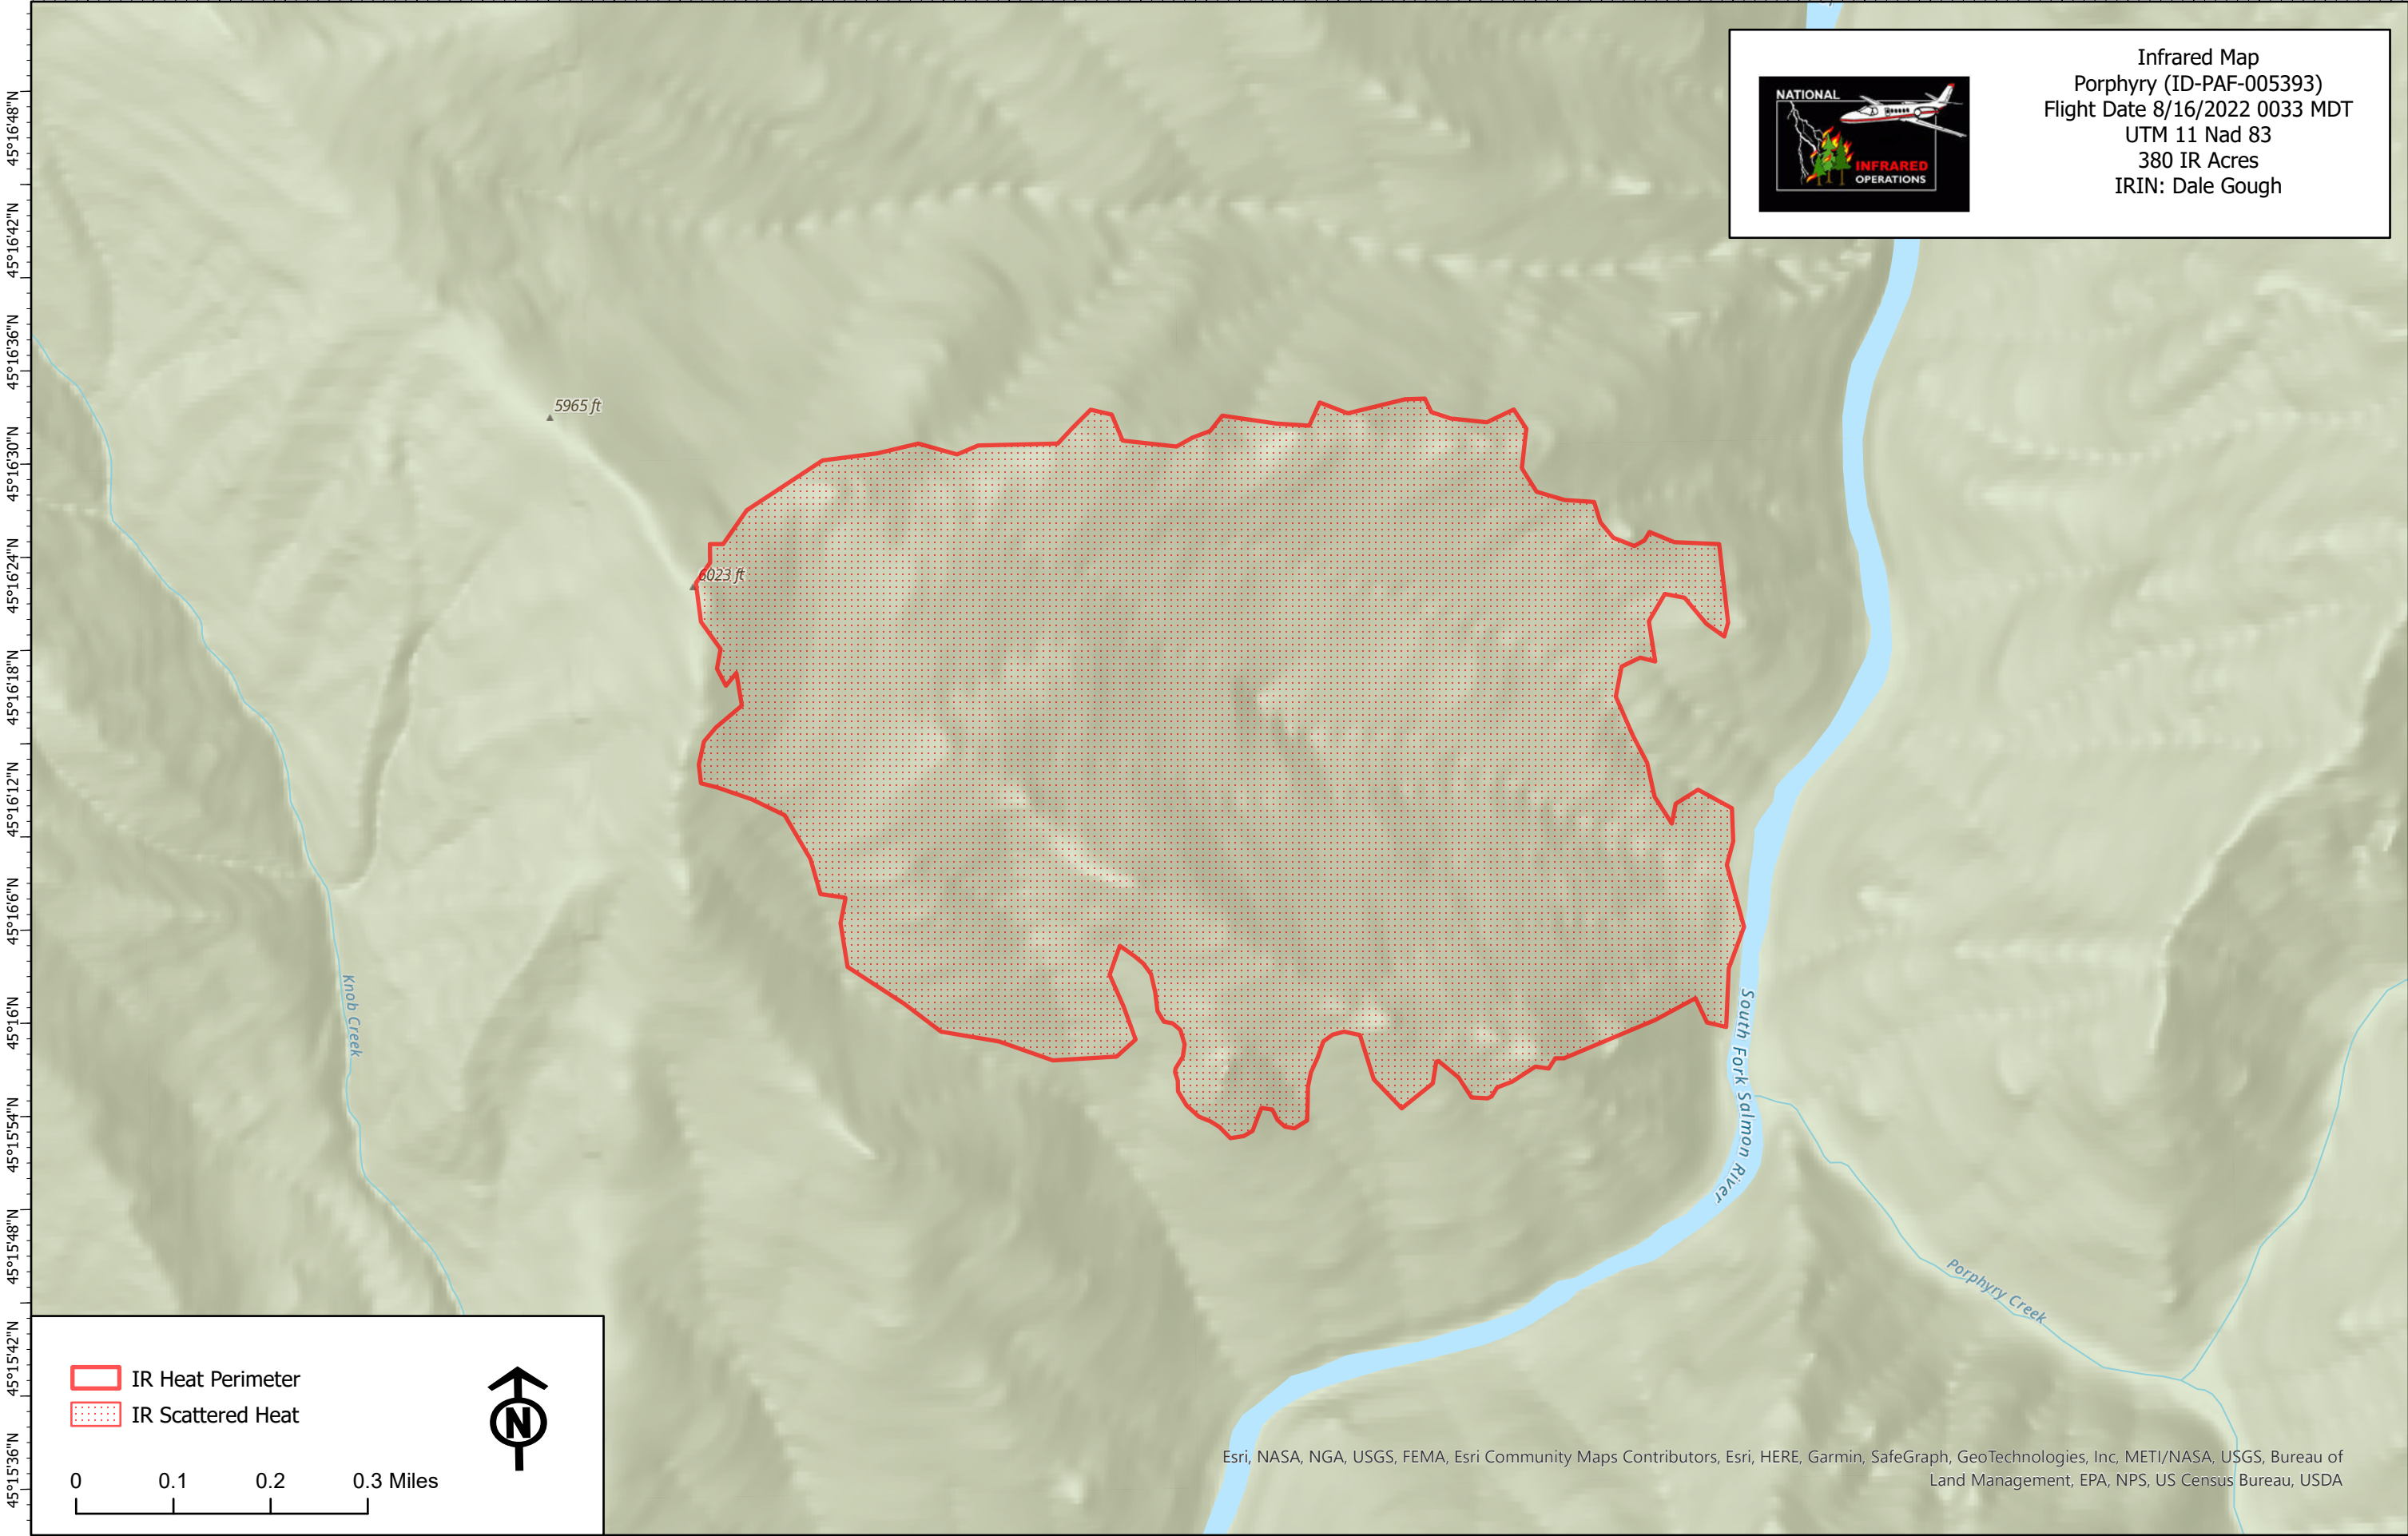 Infrared Map
Porphyry (ID-PAF-005393)
Flight Date 8/16/2022 0033 MDT
UTM 11 Nad 83
380 IR Acres
IRIN: Dale Gough
NATIONAL
INFRARED
OPERATIONS
45°16'48"N
45°16'42"N
45°16'36"N
45°16'30"N
45°16'24"N
45°16'18"N
45°16'12"N
45°16'6"N
45°16'N
45°15'54"N
45°15'48"N
45°15'42"N
45°15'36"N
5965 ft
6023 ft
Knob Creek
South Fork Salmon River
Porphyry Creek
IR Heat Perimeter
IR Scattered Heat
N
0 0.1 0.2 0.3 Miles
Esri, NASA, NGA, USGS, FEMA, Esri Community Maps Contributors, Esri, HERE, Garmin, SafeGraph, GeoTechnologies, Inc, METI/NASA, USGS, Bureau of
Land Management, EPA, NPS, US Census Bureau, USDA